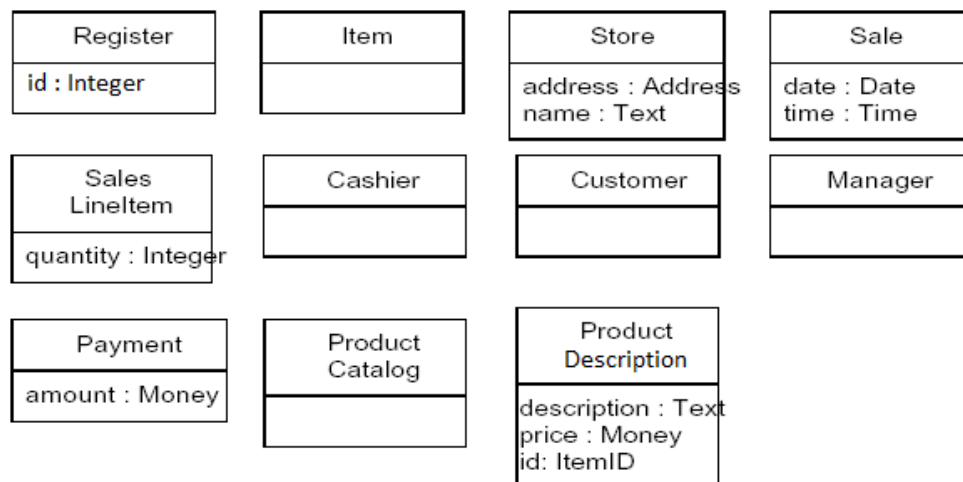 Register
id : Integer
Item
Store
address : Address
name : Text
Sale
date : Date
time : Time
Sales
LineItem
quantity : Integer
Cashier
Customer
Manager
Payment
amount : Money
Product
Catalog
Product
Description
description : Text
price : Money
id: ItemID